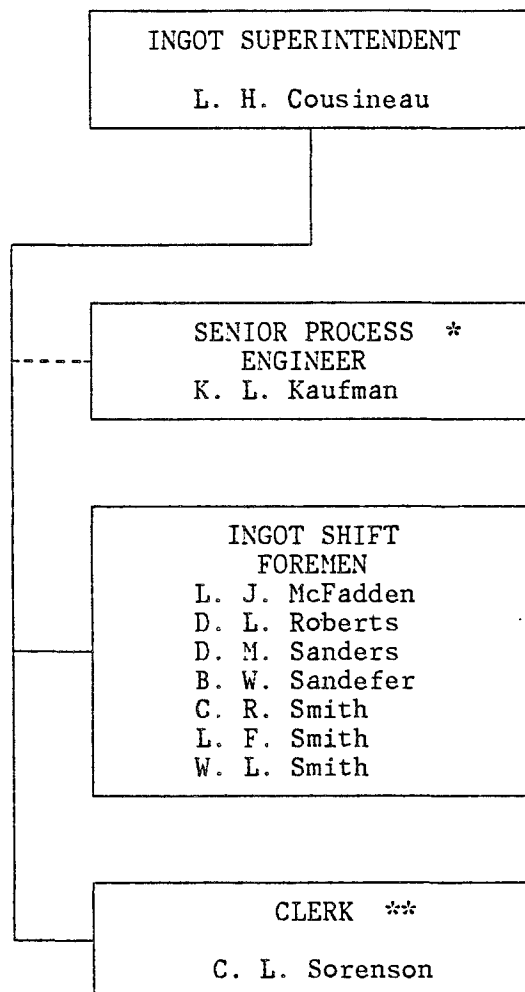 INGOT SUPERINTENDENT
L. H. Cousineau
SENIOR PROCESS *
ENGINEER
K. L. Kaufman
INGOT SHIFT
FOREMEN
L. J. McFadden
D. L. Roberts
D. M. Sanders
B. W. Sandefer
C. R. Smith
L. F. Smith
W. L. Smith
CLERK **
C. L. Sorenson